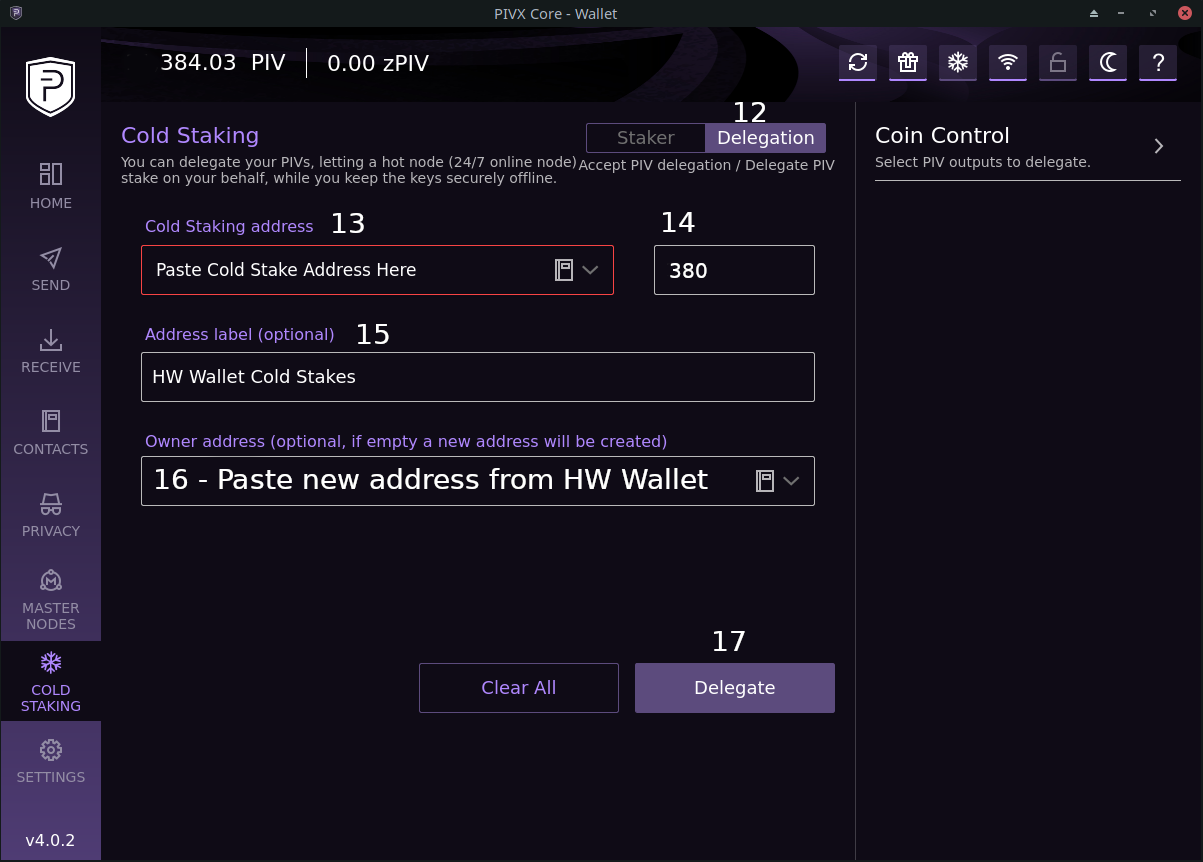 PIVX Core - Wallet
384.03 PIV
0.00 zPIV
?
HOME
SEND
RECEIVE
CONTACTS
PRIVACY
MASTER
NODES
COLD
STAKING
SETTINGS
v4.0.2
Cold Staking
You can delegate your PIVs, letting a hot node (24/7 online node)
stake on your behalf, while you keep the keys securely offline.
12
Staker
Delegation
Accept PIV delegation / Delegate PIV
Cold Staking address 13
Paste Cold Stake Address Here
14
380
Address label (optional) 15
HW Wallet Cold Stakes
Owner address (optional, if empty a new address will be created)
16 - Paste new address from HW Wallet
17
Clear All
Delegate
Coin Control
Select PIV outputs to delegate.